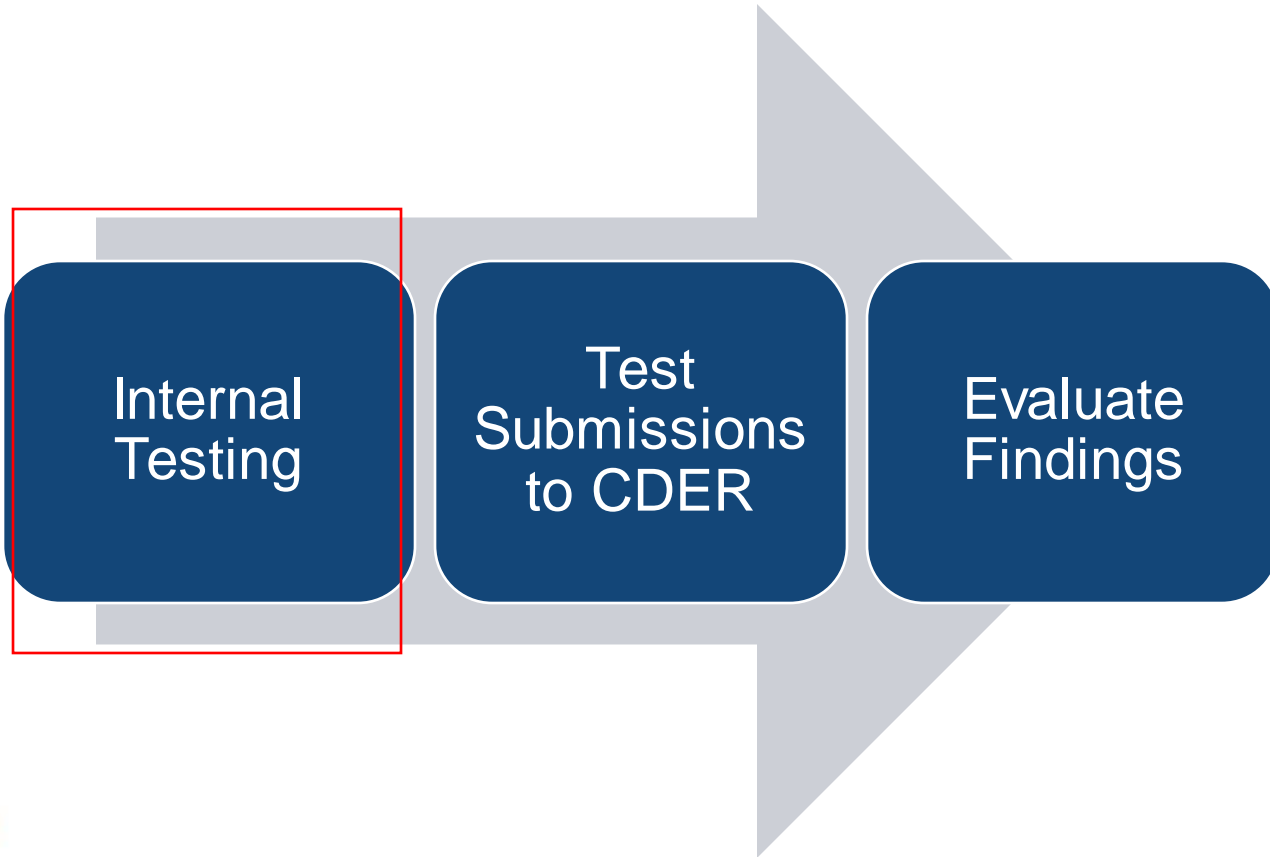 Internal
Testing
Test
Submissions
to CDER
Evaluate
Findings